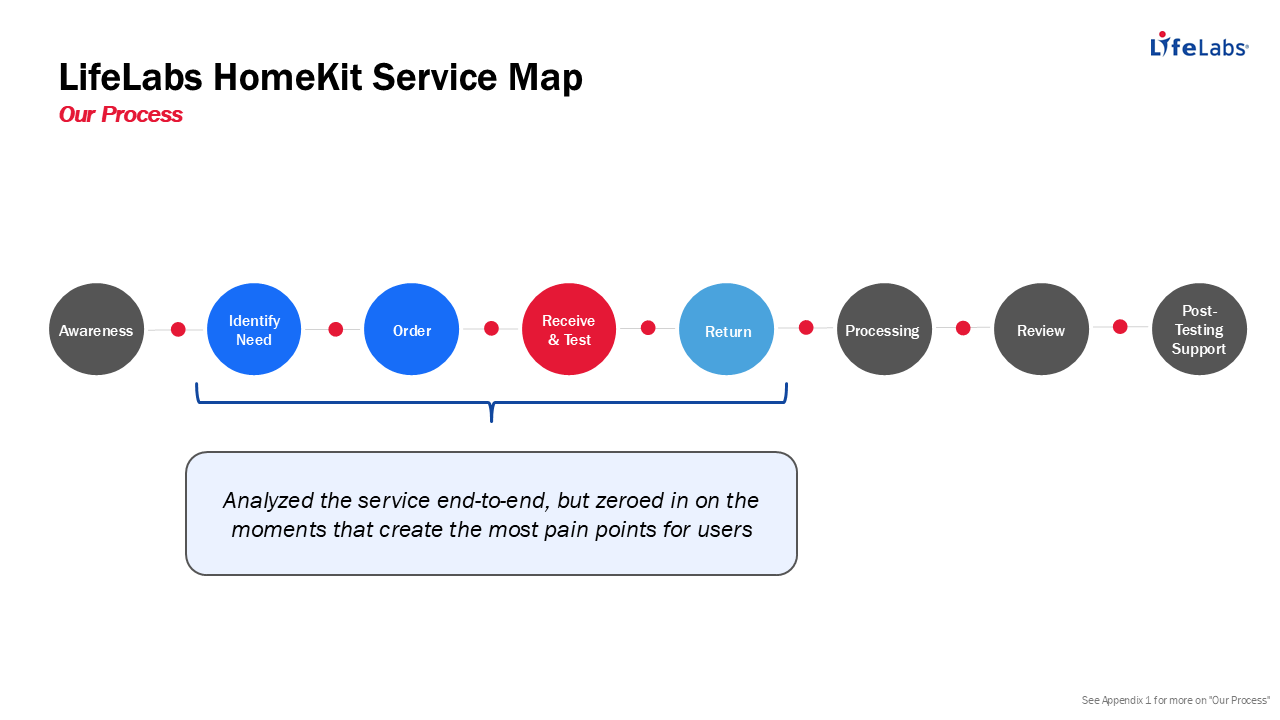 LifeLabs®
LifeLabs HomeKit Service Map
Our Process
Awareness
Identify
Need
Order
Receive
& Test
Return
Processing
Review
Post-
Testing
Support
Analyzed the service end-to-end, but zeroed in on the
moments that create the most pain points for users
See Appendix 1 for more on "Our Process"